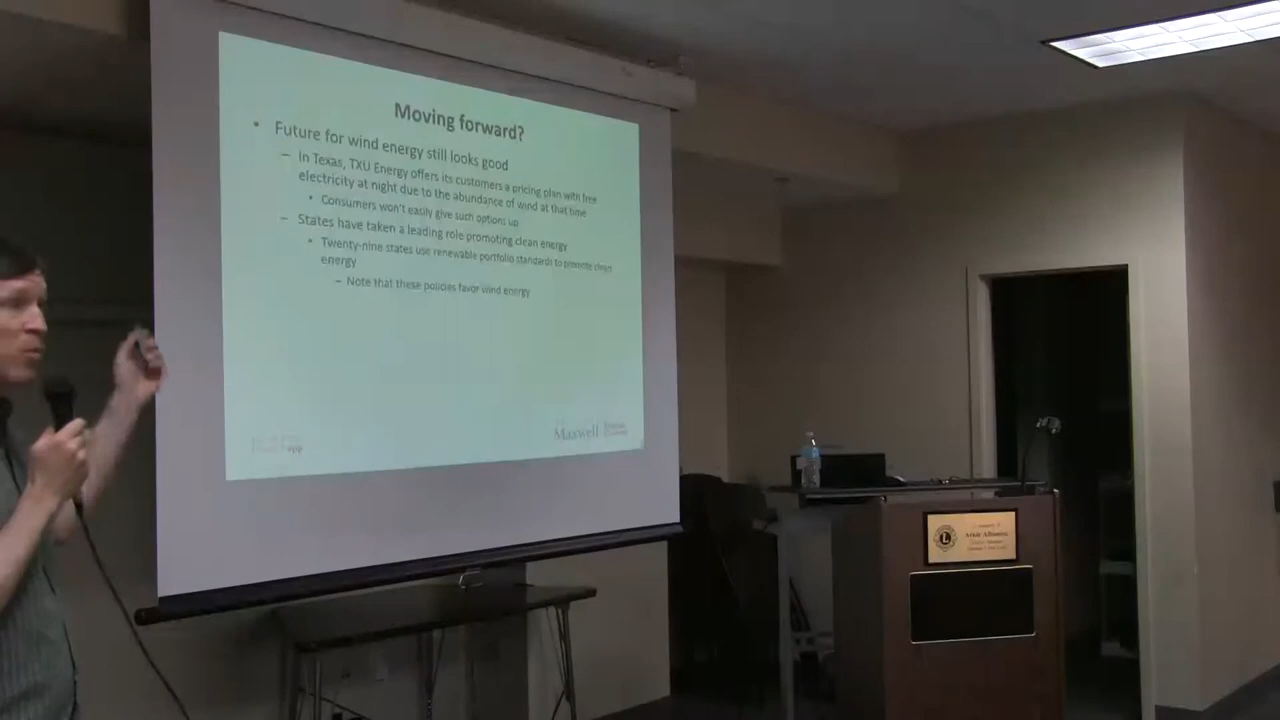 Moving forward?
• Future for wind energy still looks good
– In Texas, TXU Energy offers its customers a pricing plan with free
electricity at night due to the abundance of wind at that time
• Consumers won't easily give such options up
– States have taken a leading role promoting clean energy
• Twenty-nine states use renewable portfolio standards to promote clean
energy
– Note that these policies favor wind energy
Maxwell
L